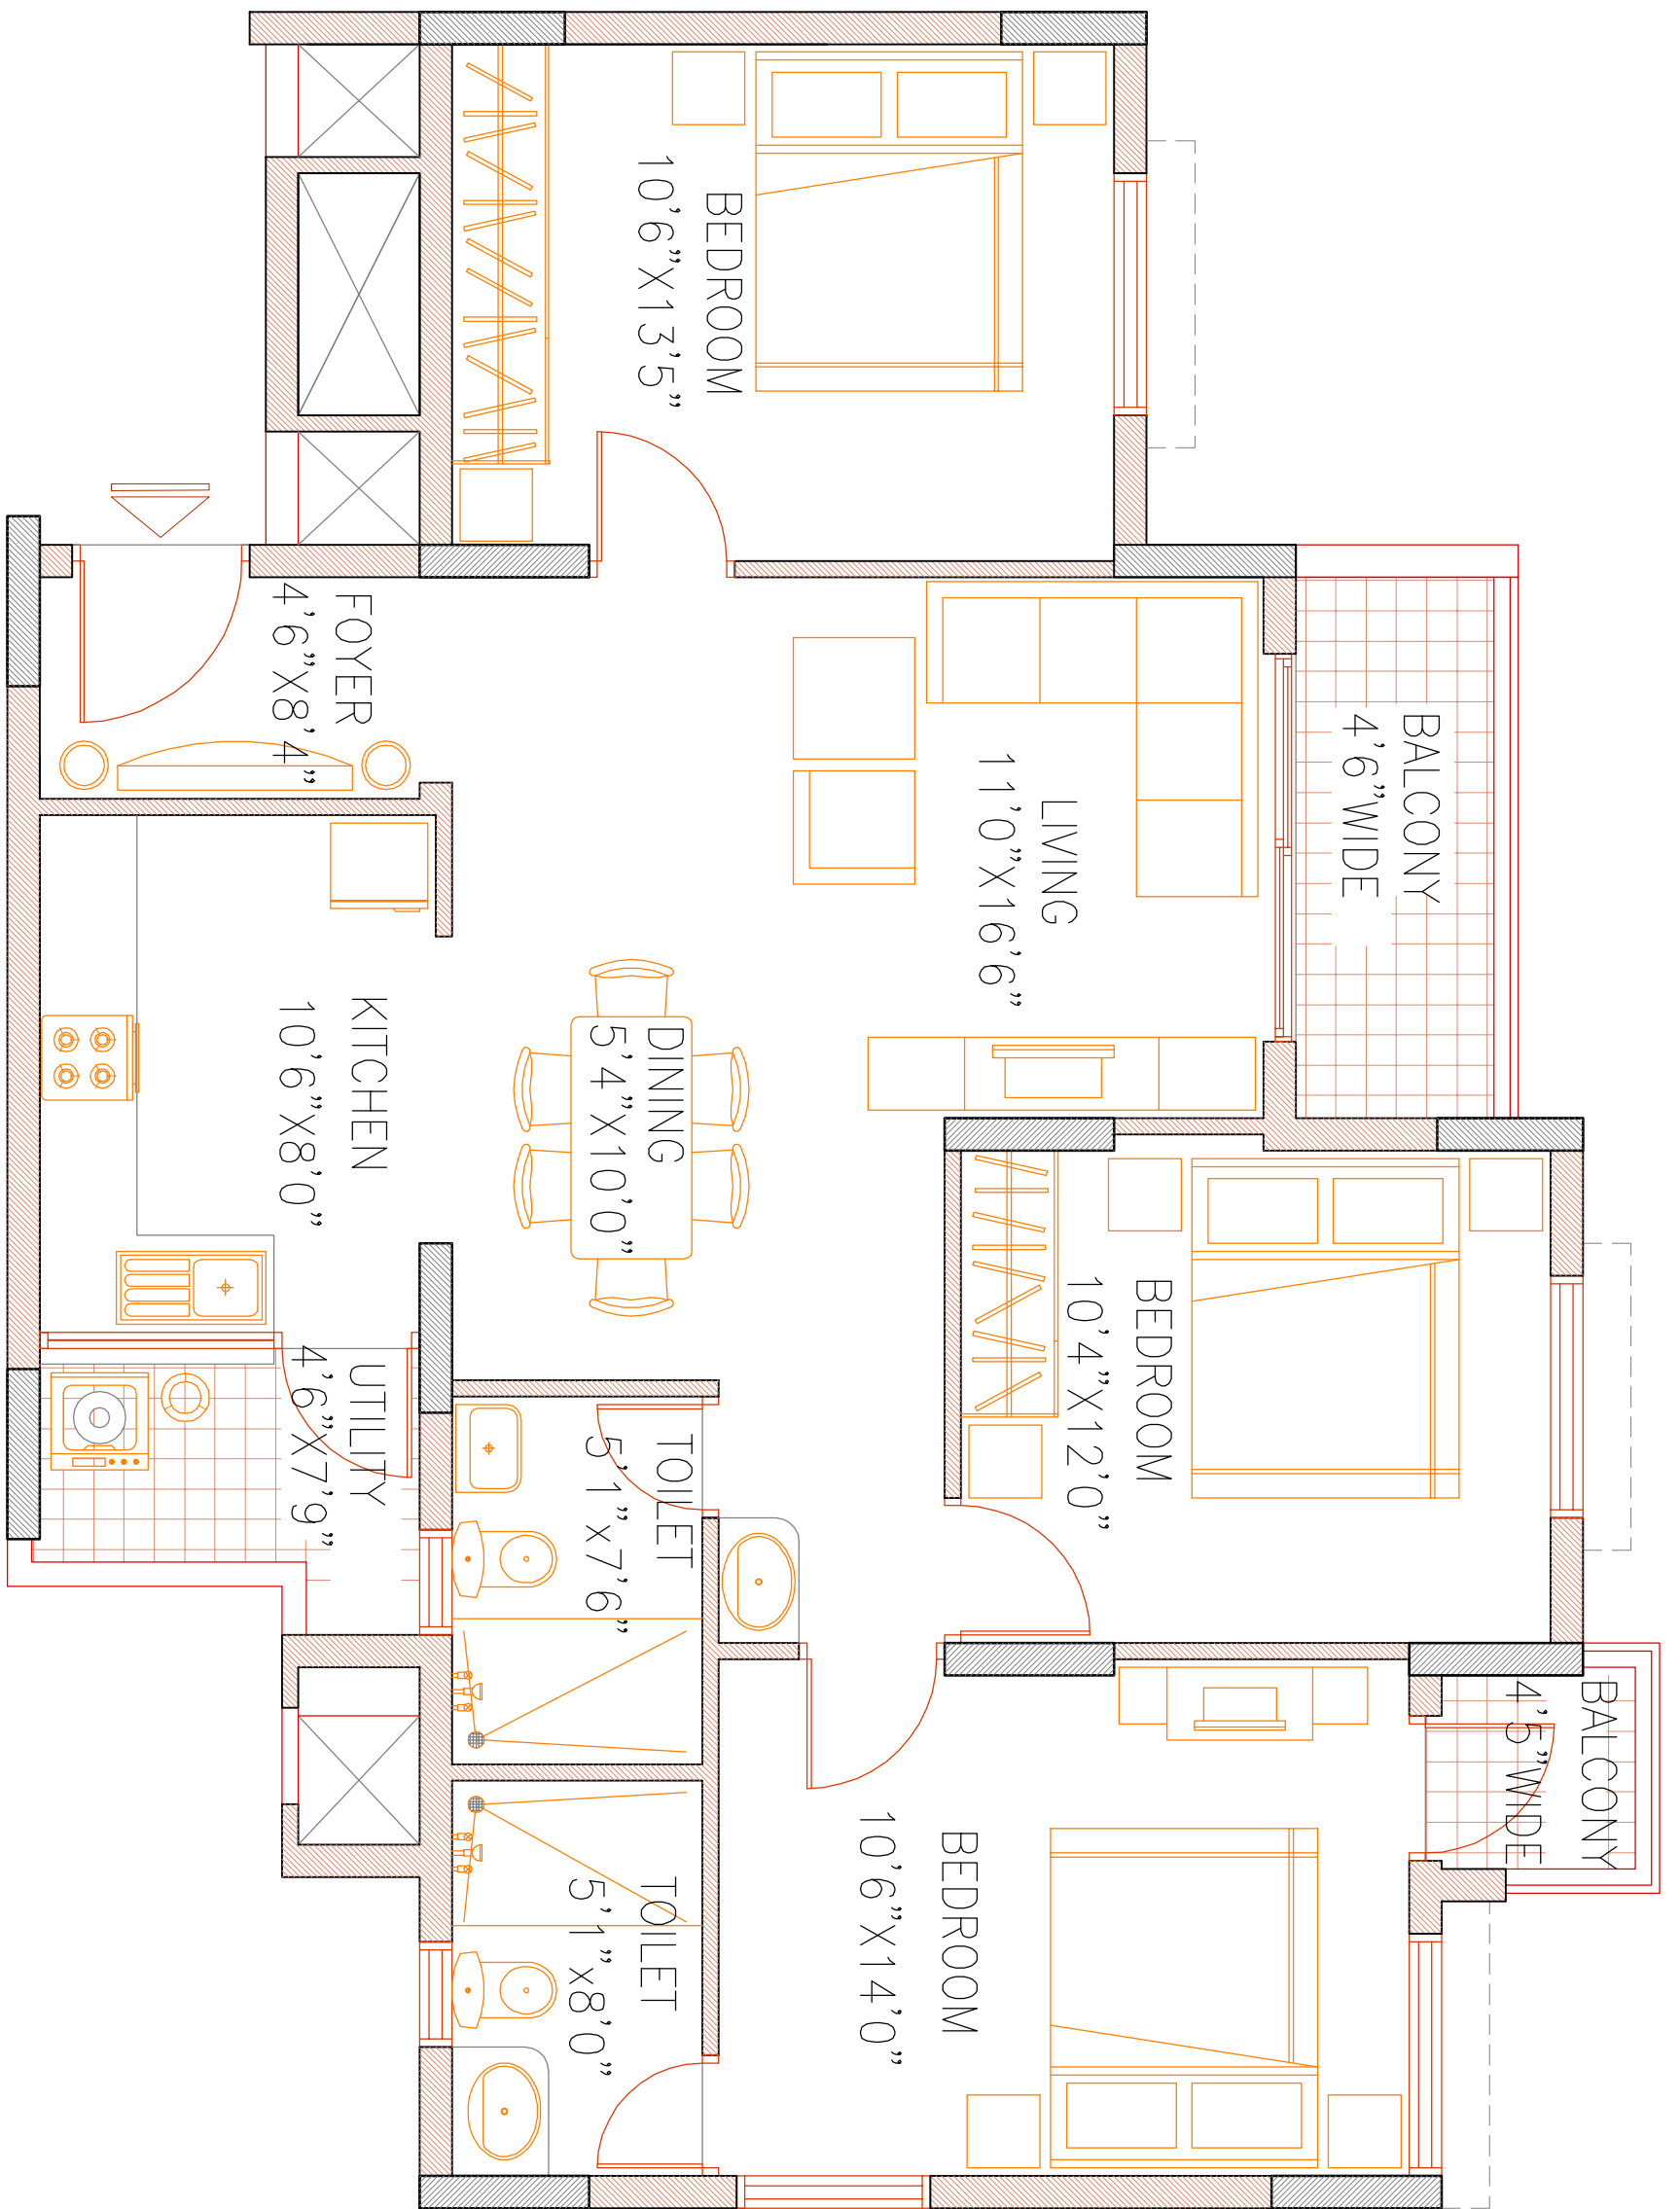 BEDROOM
10'6"X13'5"
FOYER
4'6"X8'4"
BALCONY
4'6"WIDE
LIVING
11'0"X16'6"
DINING
5'4"X10'0"
KITCHEN
10'6"X8'0"
BEDROOM
10'4"X12'0"
UTILITY
4'6"X7'9"
TOILET
5'1"x7'6"
BALCONY
4'5"WIDE
BEDROOM
10'6"X14'0"
TOILET
5'1"x8'0"